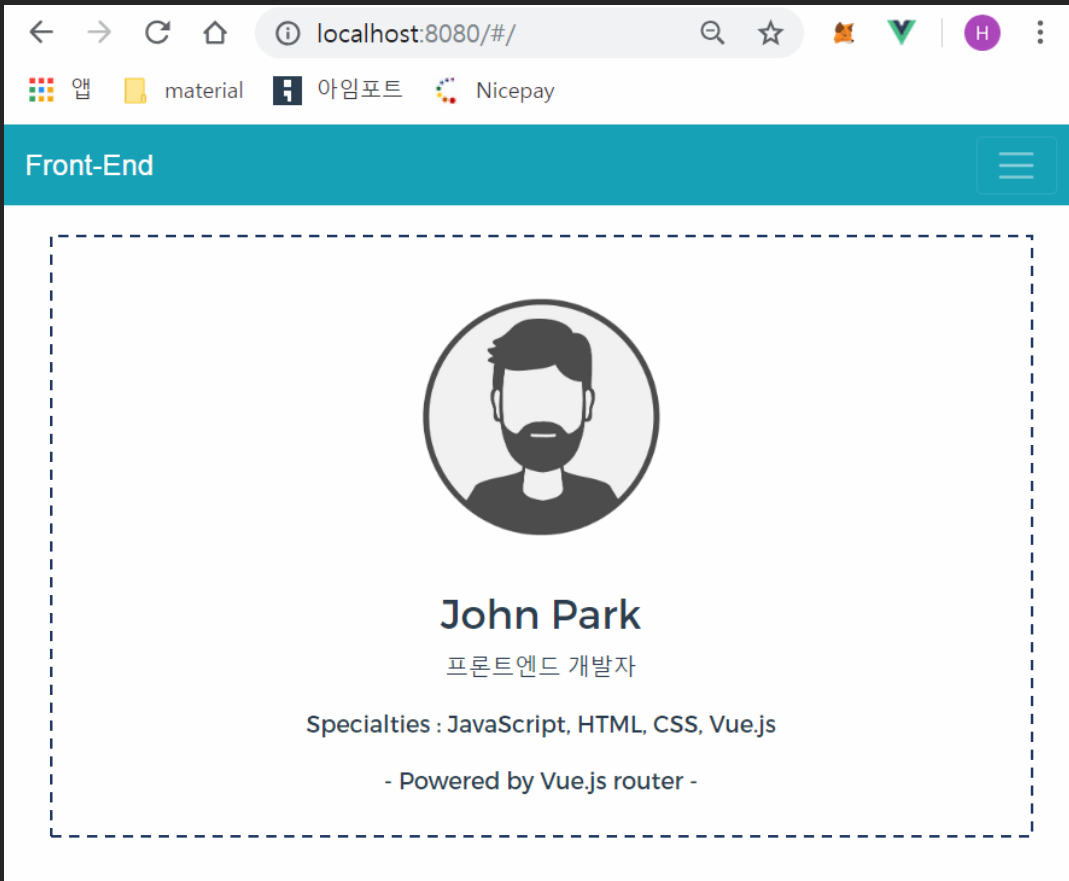 localhost:8080/#/
H
앱 material 아임포트 Nicepay
Front-End
John Park
프론트엔드 개발자
Specialties : JavaScript, HTML, CSS, Vue.js
- Powered by Vue.js router -